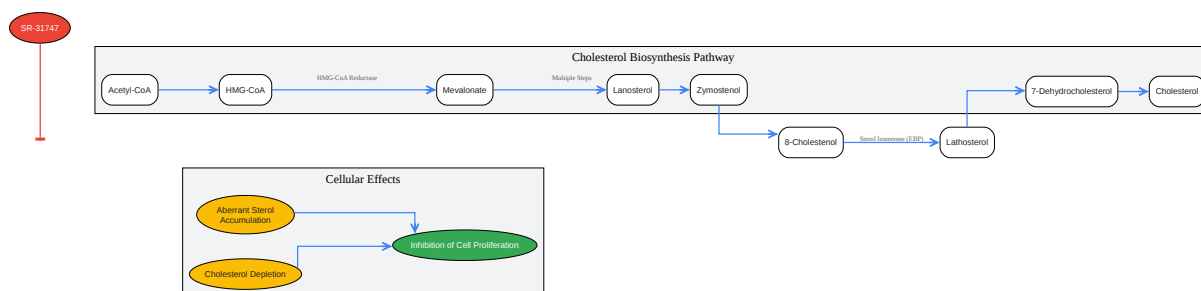 SR-31747
Cholesterol Biosynthesis Pathway
Acetyl-CoA
HMG-CoA
HMG-CoA Reductase
Mevalonate
Multiple Steps
Lanosterol
Zymostenol
7-Dehydrocholesterol
Cholesterol
8-Cholestenol
Sterol Isomerase (EBP)
Lathosterol
Cellular Effects
Aberrant Sterol
Accumulation
Inhibition of Cell Proliferation
Cholesterol Depletion